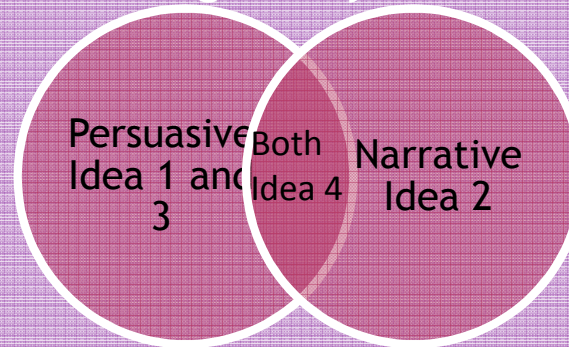 Persuasive
Idea 1 and
3
Both
Idea 4
Narrative
Idea 2